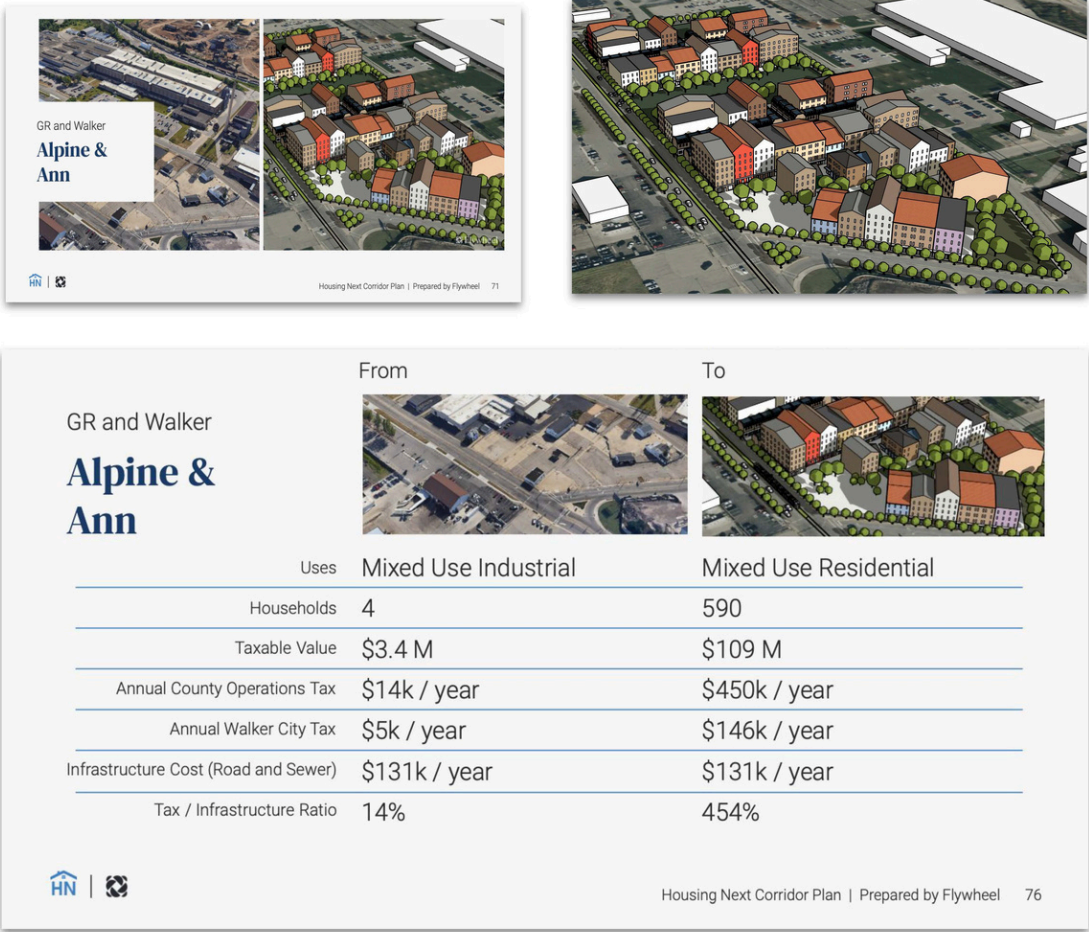 GR and Walker
Alpine &
Ann
HN
Housing Next Corridor Plan | Prepared by Flywheel 71
From
To
GR and Walker
Alpine &
Ann
Uses Mixed Use Industrial Mixed Use Residential
Households 4 590
Taxable Value $3.4 M $109 M
Annual County Operations Tax $14k / year $450k / year
Annual Walker City Tax $5k / year $146k / year
Infrastructure Cost (Road and Sewer) $131k / year $131k / year
Tax / Infrastructure Ratio 14% 454%
HN
Housing Next Corridor Plan | Prepared by Flywheel 76